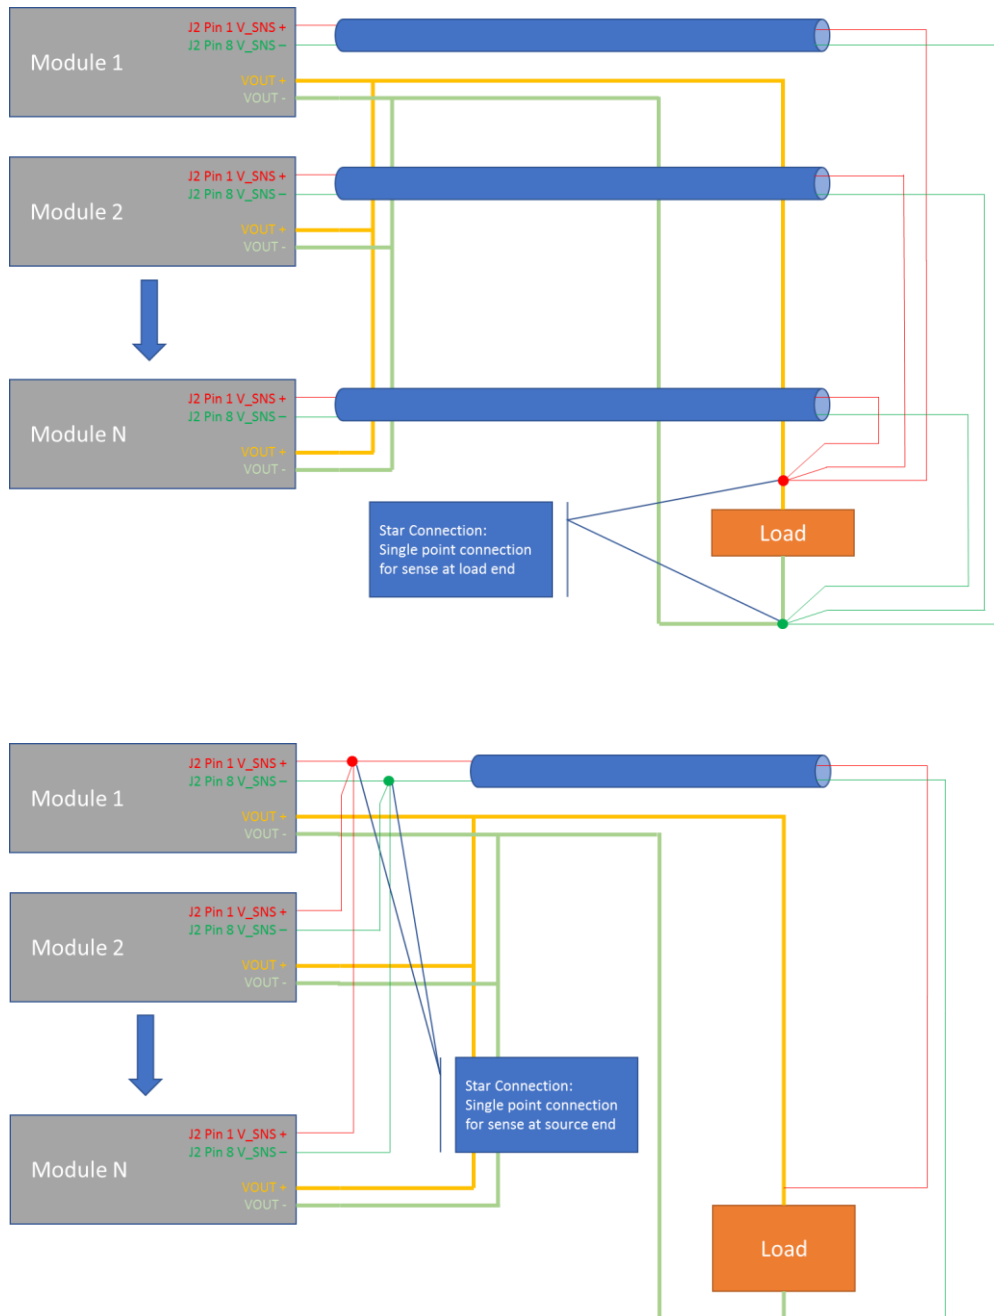 J2 Pin 1 V_SNS +
J2 Pin 8 V_SNS –
Module 1
VOUT +
VOUT -
J2 Pin 1 V_SNS +
J2 Pin 8 V_SNS –
Module 2
VOUT +
VOUT -
J2 Pin 1 V_SNS +
J2 Pin 8 V_SNS –
Module N
VOUT +
VOUT -
Star Connection:
Single point connection
for sense at load end
Load
J2 Pin 1 V_SNS +
J2 Pin 8 V_SNS –
Module 1
VOUT +
VOUT -
J2 Pin 1 V_SNS +
J2 Pin 8 V_SNS –
Module 2
VOUT +
VOUT -
Star Connection:
Single point connection
for sense at source end
J2 Pin 1 V_SNS +
J2 Pin 8 V_SNS –
Module N
VOUT +
VOUT -
Load